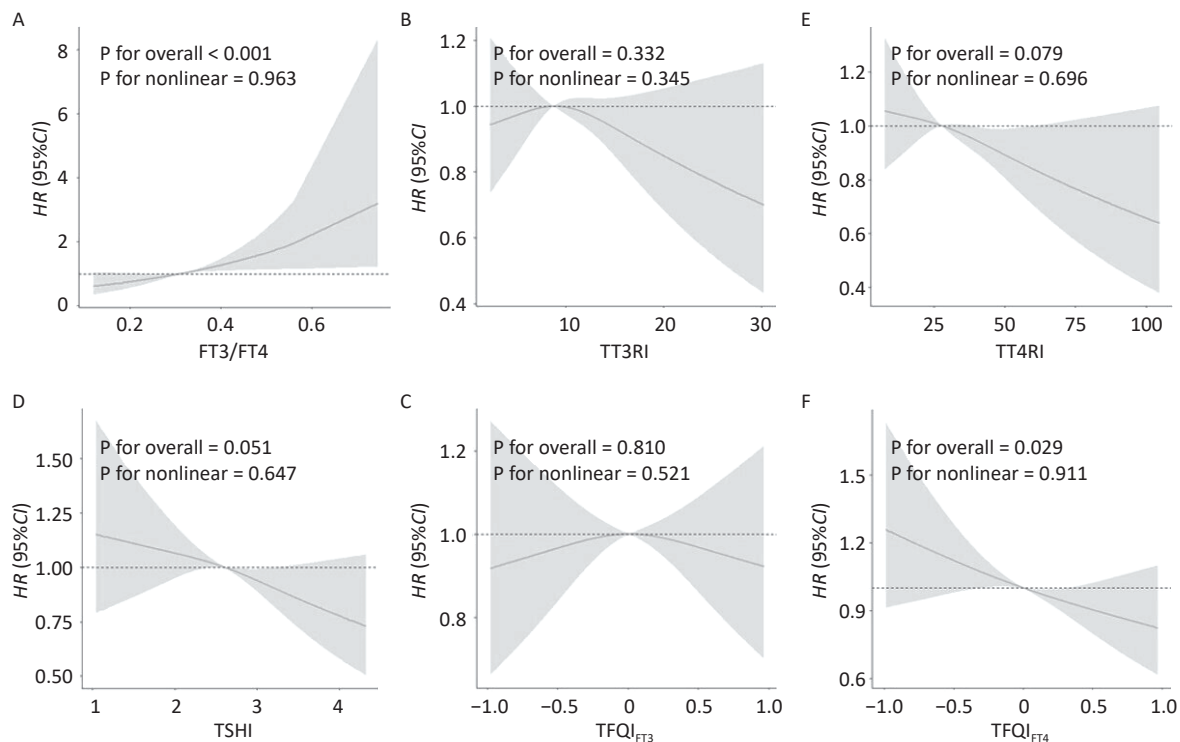 A
P for overall < 0.001
P for nonlinear = 0.963
HR (95%CI)
8
6
4
2
0
0.2
0.4
0.6
FT3/FT4
B
P for overall = 0.332
P for nonlinear = 0.345
HR (95%CI)
1.2
1.0
0.8
0.6
0.4
10
20
30
TT3RI
E
P for overall = 0.079
P for nonlinear = 0.696
HR (95%CI)
1.2
1.0
0.8
0.6
0.4
25
50
75
100
TT4RI
D
P for overall = 0.051
P for nonlinear = 0.647
HR (95%CI)
1.50
1.25
1.00
0.75
0.50
1
2
3
4
TSHI
C
P for overall = 0.810
P for nonlinear = 0.521
HR (95%CI)
1.2
1.0
0.8
−1.0
−0.5
0
0.5
1.0
TFQI_FT3
F
P for overall = 0.029
P for nonlinear = 0.911
HR (95%CI)
1.5
1.2
0.9
0.6
−1.0
−0.5
0
0.5
1.0
TFQI_FT4